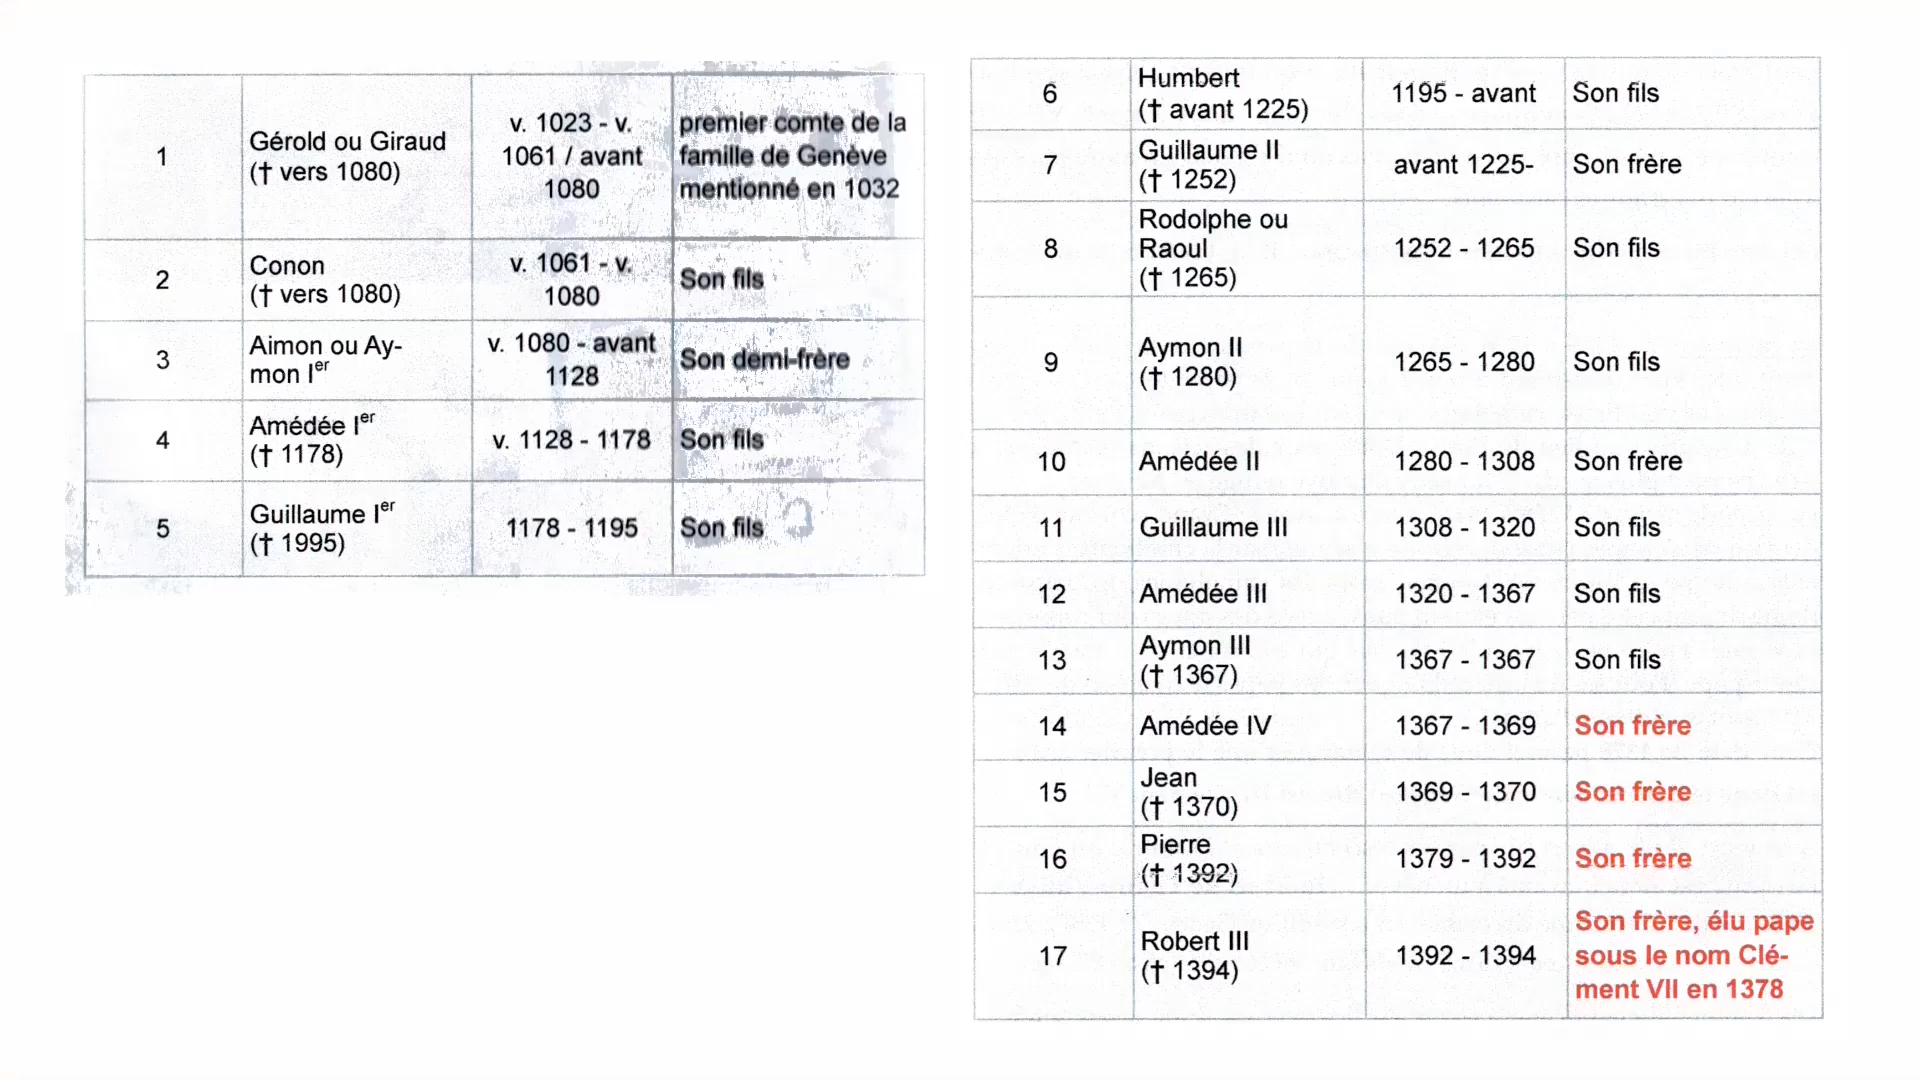 1
Gérold ou Giraud
(† vers 1080)
v. 1023 - v.
1061 / avant
1080
premier comte de la
famille de Genève
mentionné en 1032
2
Conon
(† vers 1080)
v. 1061 - v.
1080
Son fils
3
Aimon ou Ay-
mon Ier
v. 1080 - avant
1128
Son demi-frère
4
Amédée Ier
(† 1178)
v. 1128 - 1178
Son fils
5
Guillaume Ier
(† 1995)
1178 - 1195
Son fils
6
Humbert
(† avant 1225)
1195 - avant
Son fils
7
Guillaume II
(† 1252)
avant 1225-
Son frère
8
Rodolphe ou
Raoul
(† 1265)
1252 - 1265
Son fils
9
Aymon II
(† 1280)
1265 - 1280
Son fils
10
Amédée II
1280 - 1308
Son frère
11
Guillaume III
1308 - 1320
Son fils
12
Amédée III
1320 - 1367
Son fils
13
Aymon III
(† 1367)
1367 - 1367
Son fils
14
Amédée IV
1367 - 1369
Son frère
15
Jean
(† 1370)
1369 - 1370
Son frère
16
Pierre
(† 1392)
1379 - 1392
Son frère
17
Robert III
(† 1394)
1392 - 1394
Son frère, élu pape
sous le nom Clé-
ment VII en 1378